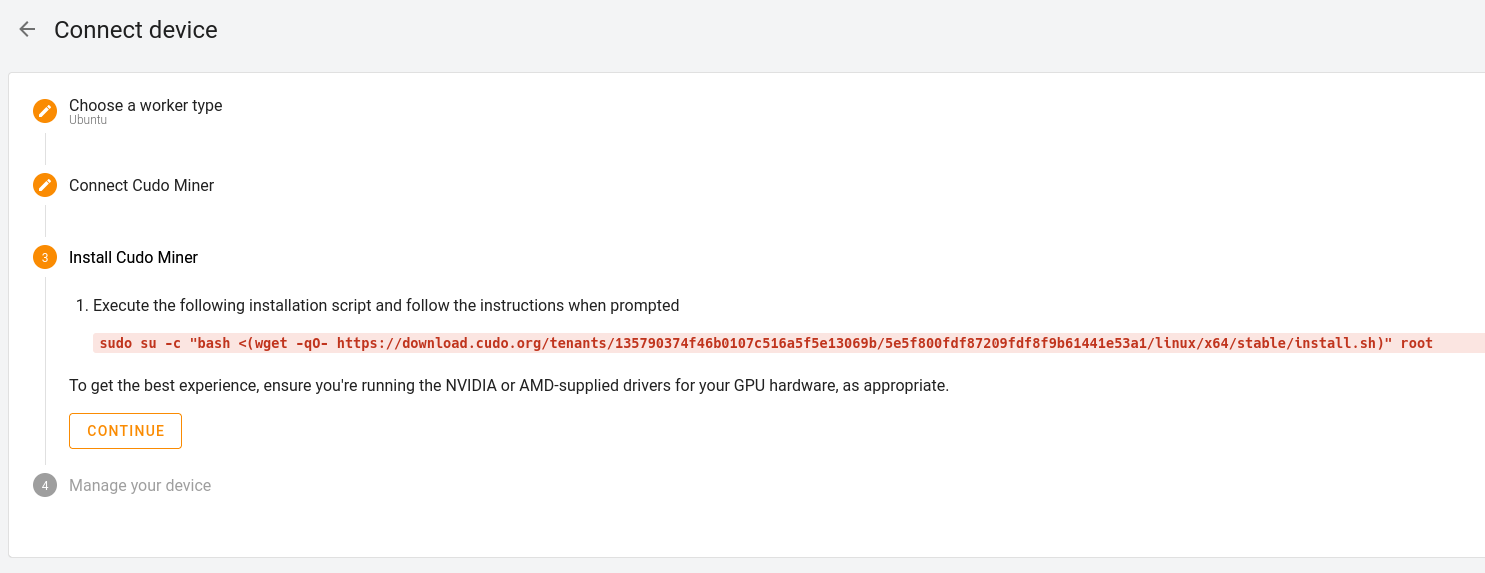 Connect device
Choose a worker type
Ubuntu
Connect Cudo Miner
3
Install Cudo Miner
1. Execute the following installation script and follow the instructions when prompted
sudo su -c "bash <(wget -qO- https://download.cudo.org/tenants/135790374f46b0107c516a5f5e13069b/5e5f800fdf87209fdf8f9b61441e53a1/linux/x64/stable/install.sh)" root
To get the best experience, ensure you're running the NVIDIA or AMD-supplied drivers for your GPU hardware, as appropriate.
CONTINUE
4
Manage your device